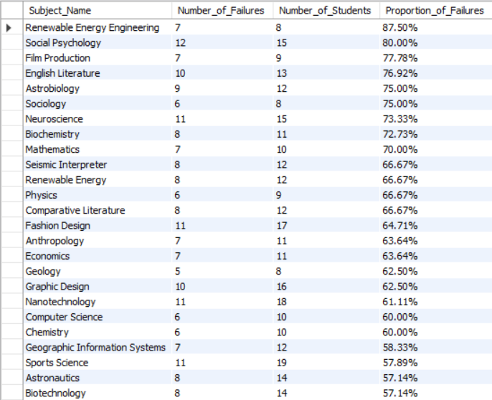 Subject_Name Number_of_Failures Number_of_Students Proportion_of_Failures
Renewable Energy Engineering 7 8 87.50%
Social Psychology 12 15 80.00%
Film Production 7 9 77.78%
English Literature 10 13 76.92%
Astrobiology 9 12 75.00%
Sociology 6 8 75.00%
Neuroscience 11 15 73.33%
Biochemistry 8 11 72.73%
Mathematics 7 10 70.00%
Seismic Interpreter 8 12 66.67%
Renewable Energy 8 12 66.67%
Physics 6 9 66.67%
Comparative Literature 8 12 66.67%
Fashion Design 11 17 64.71%
Anthropology 7 11 63.64%
Economics 7 11 63.64%
Geology 5 8 62.50%
Graphic Design 10 16 62.50%
Nanotechnology 11 18 61.11%
Computer Science 6 10 60.00%
Chemistry 6 10 60.00%
Geographic Information Systems 7 12 58.33%
Sports Science 11 19 57.89%
Astronautics 8 14 57.14%
Biotechnology 8 14 57.14%